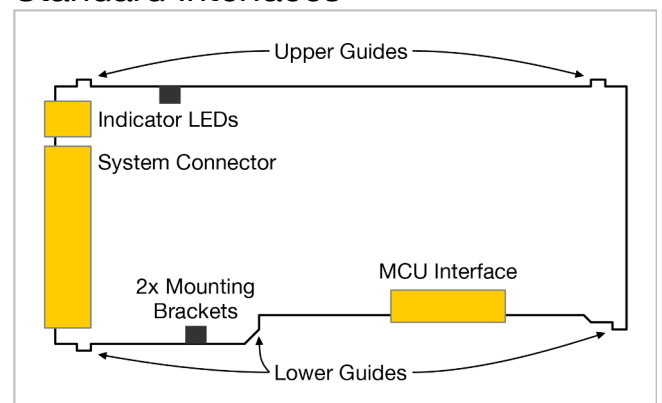 Standard Interfaces
Upper Guides
Indicator LEDs
System Connector
MCU Interface
2x Mounting
Brackets
Lower Guides